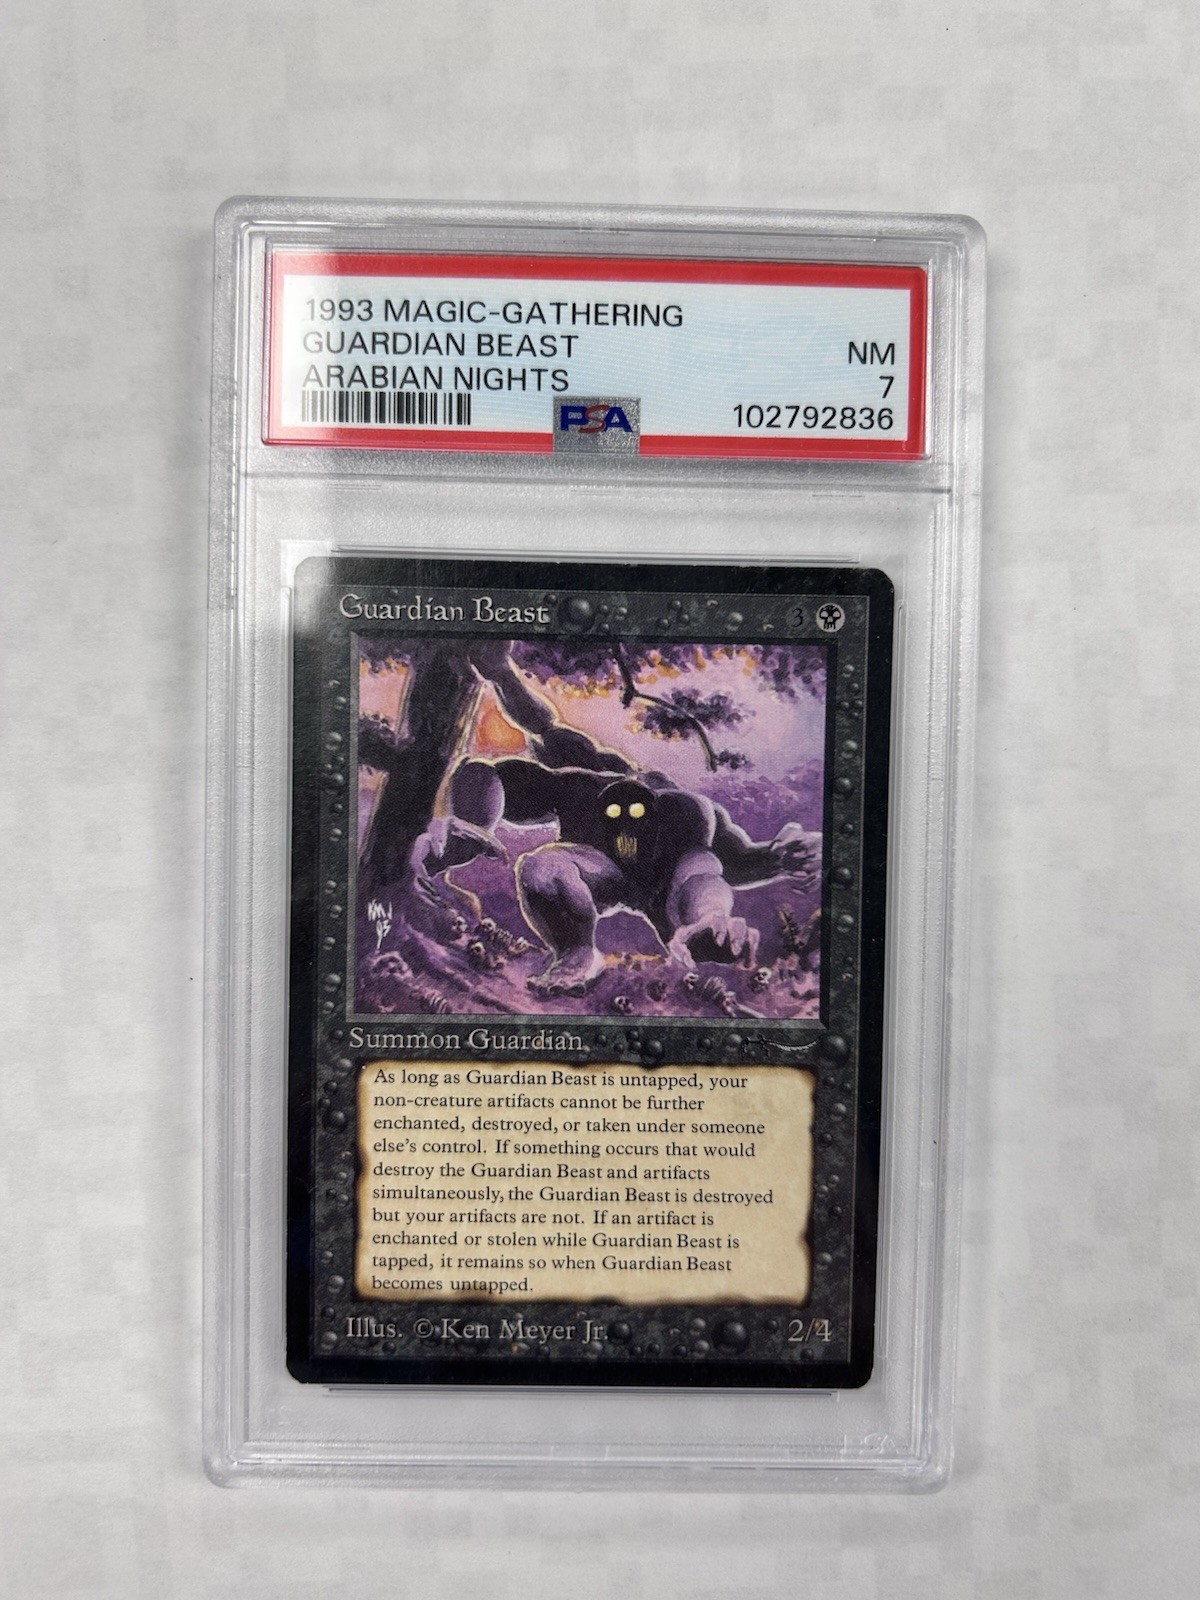 1993 MAGIC-GATHERING
GUARDIAN BEAST
NM
ARABIAN NIGHTS
7
PSA
102792836
Guardian Beast
3
KMJ
93
Summon Guardian
As long as Guardian Beast is untapped, your
non-creature artifacts cannot be further
enchanted, destroyed, or taken under someone
else's control. If something occurs that would
destroy the Guardian Beast and artifacts
simultaneously, the Guardian Beast is destroyed
but your artifacts are not. If an artifact is
enchanted or stolen while Guardian Beast is
tapped, it remains so when Guardian Beast
becomes untapped.
Illus. © Ken Meyer Jr.
2/4